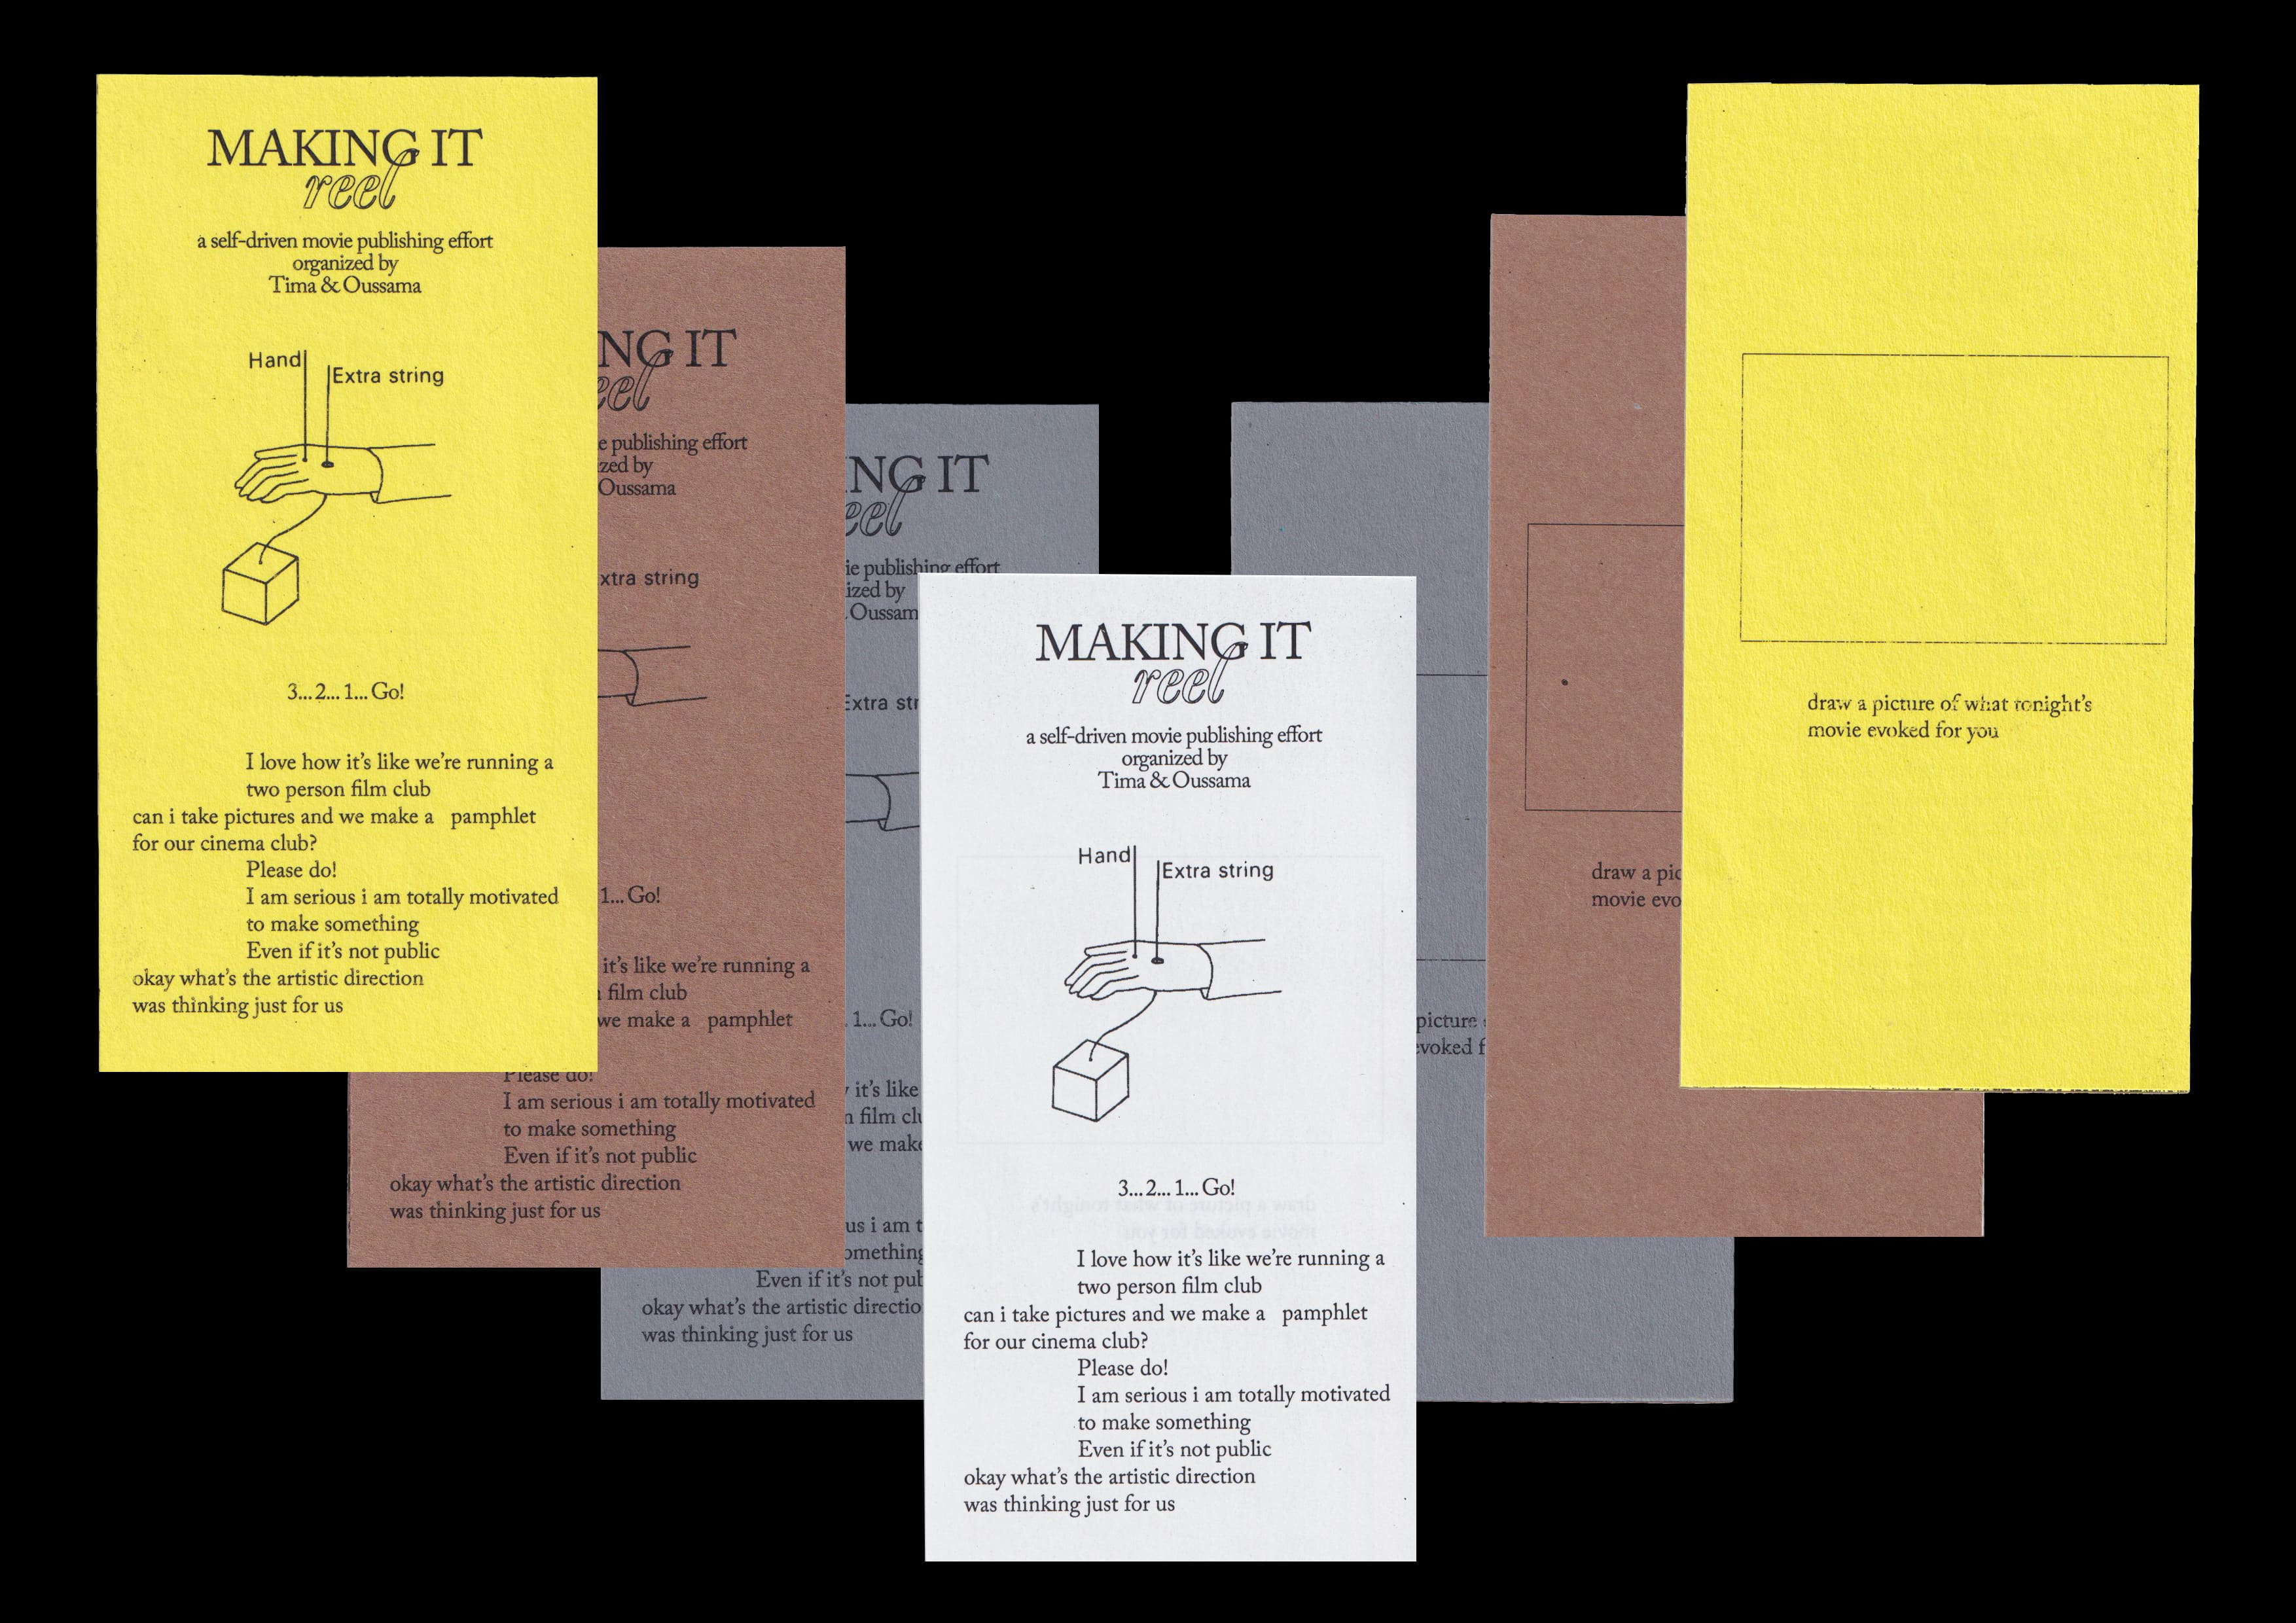 MAKING IT
reel
a self-driven movie publishing effort
organized by
Tima & Oussama
Hand
Extra string
3... 2... 1... Go!
I love how it's like we're running a
two person film club
can i take pictures and we make a pamphlet
for our cinema club?
Please do!
I am serious i am totally motivated
to make something
Even if it's not public
okay what's the artistic direction
was thinking just for us
NG IT
eel
e publishing effort
zed by
Oussama
xtra string
1... Go!
it's like we're running a
film club
we make a pamphlet
Please do!
I am serious i am totally motivated
to make something
Even if it's not public
okay what's the artistic direction
was thinking just for us
NG IT
eel
ie publishing effort
ized by
Oussam
Extra str
1... Go!
it's like
film clu
we make
us i am t
omething
Even if it's not pub
okay what's the artistic directio
was thinking just for us
MAKING IT
reel
a self-driven movie publishing effort
organized by
Tima & Oussama
Hand
Extra string
3... 2... 1... Go!
I love how it's like we're running a
two person film club
can i take pictures and we make a pamphlet
for our cinema club?
Please do!
I am serious i am totally motivated
to make something
Even if it's not public
okay what's the artistic direction
was thinking just for us
picture
evoked f
draw a pic
movie evo
draw a picture of what tonight's
movie evoked for you